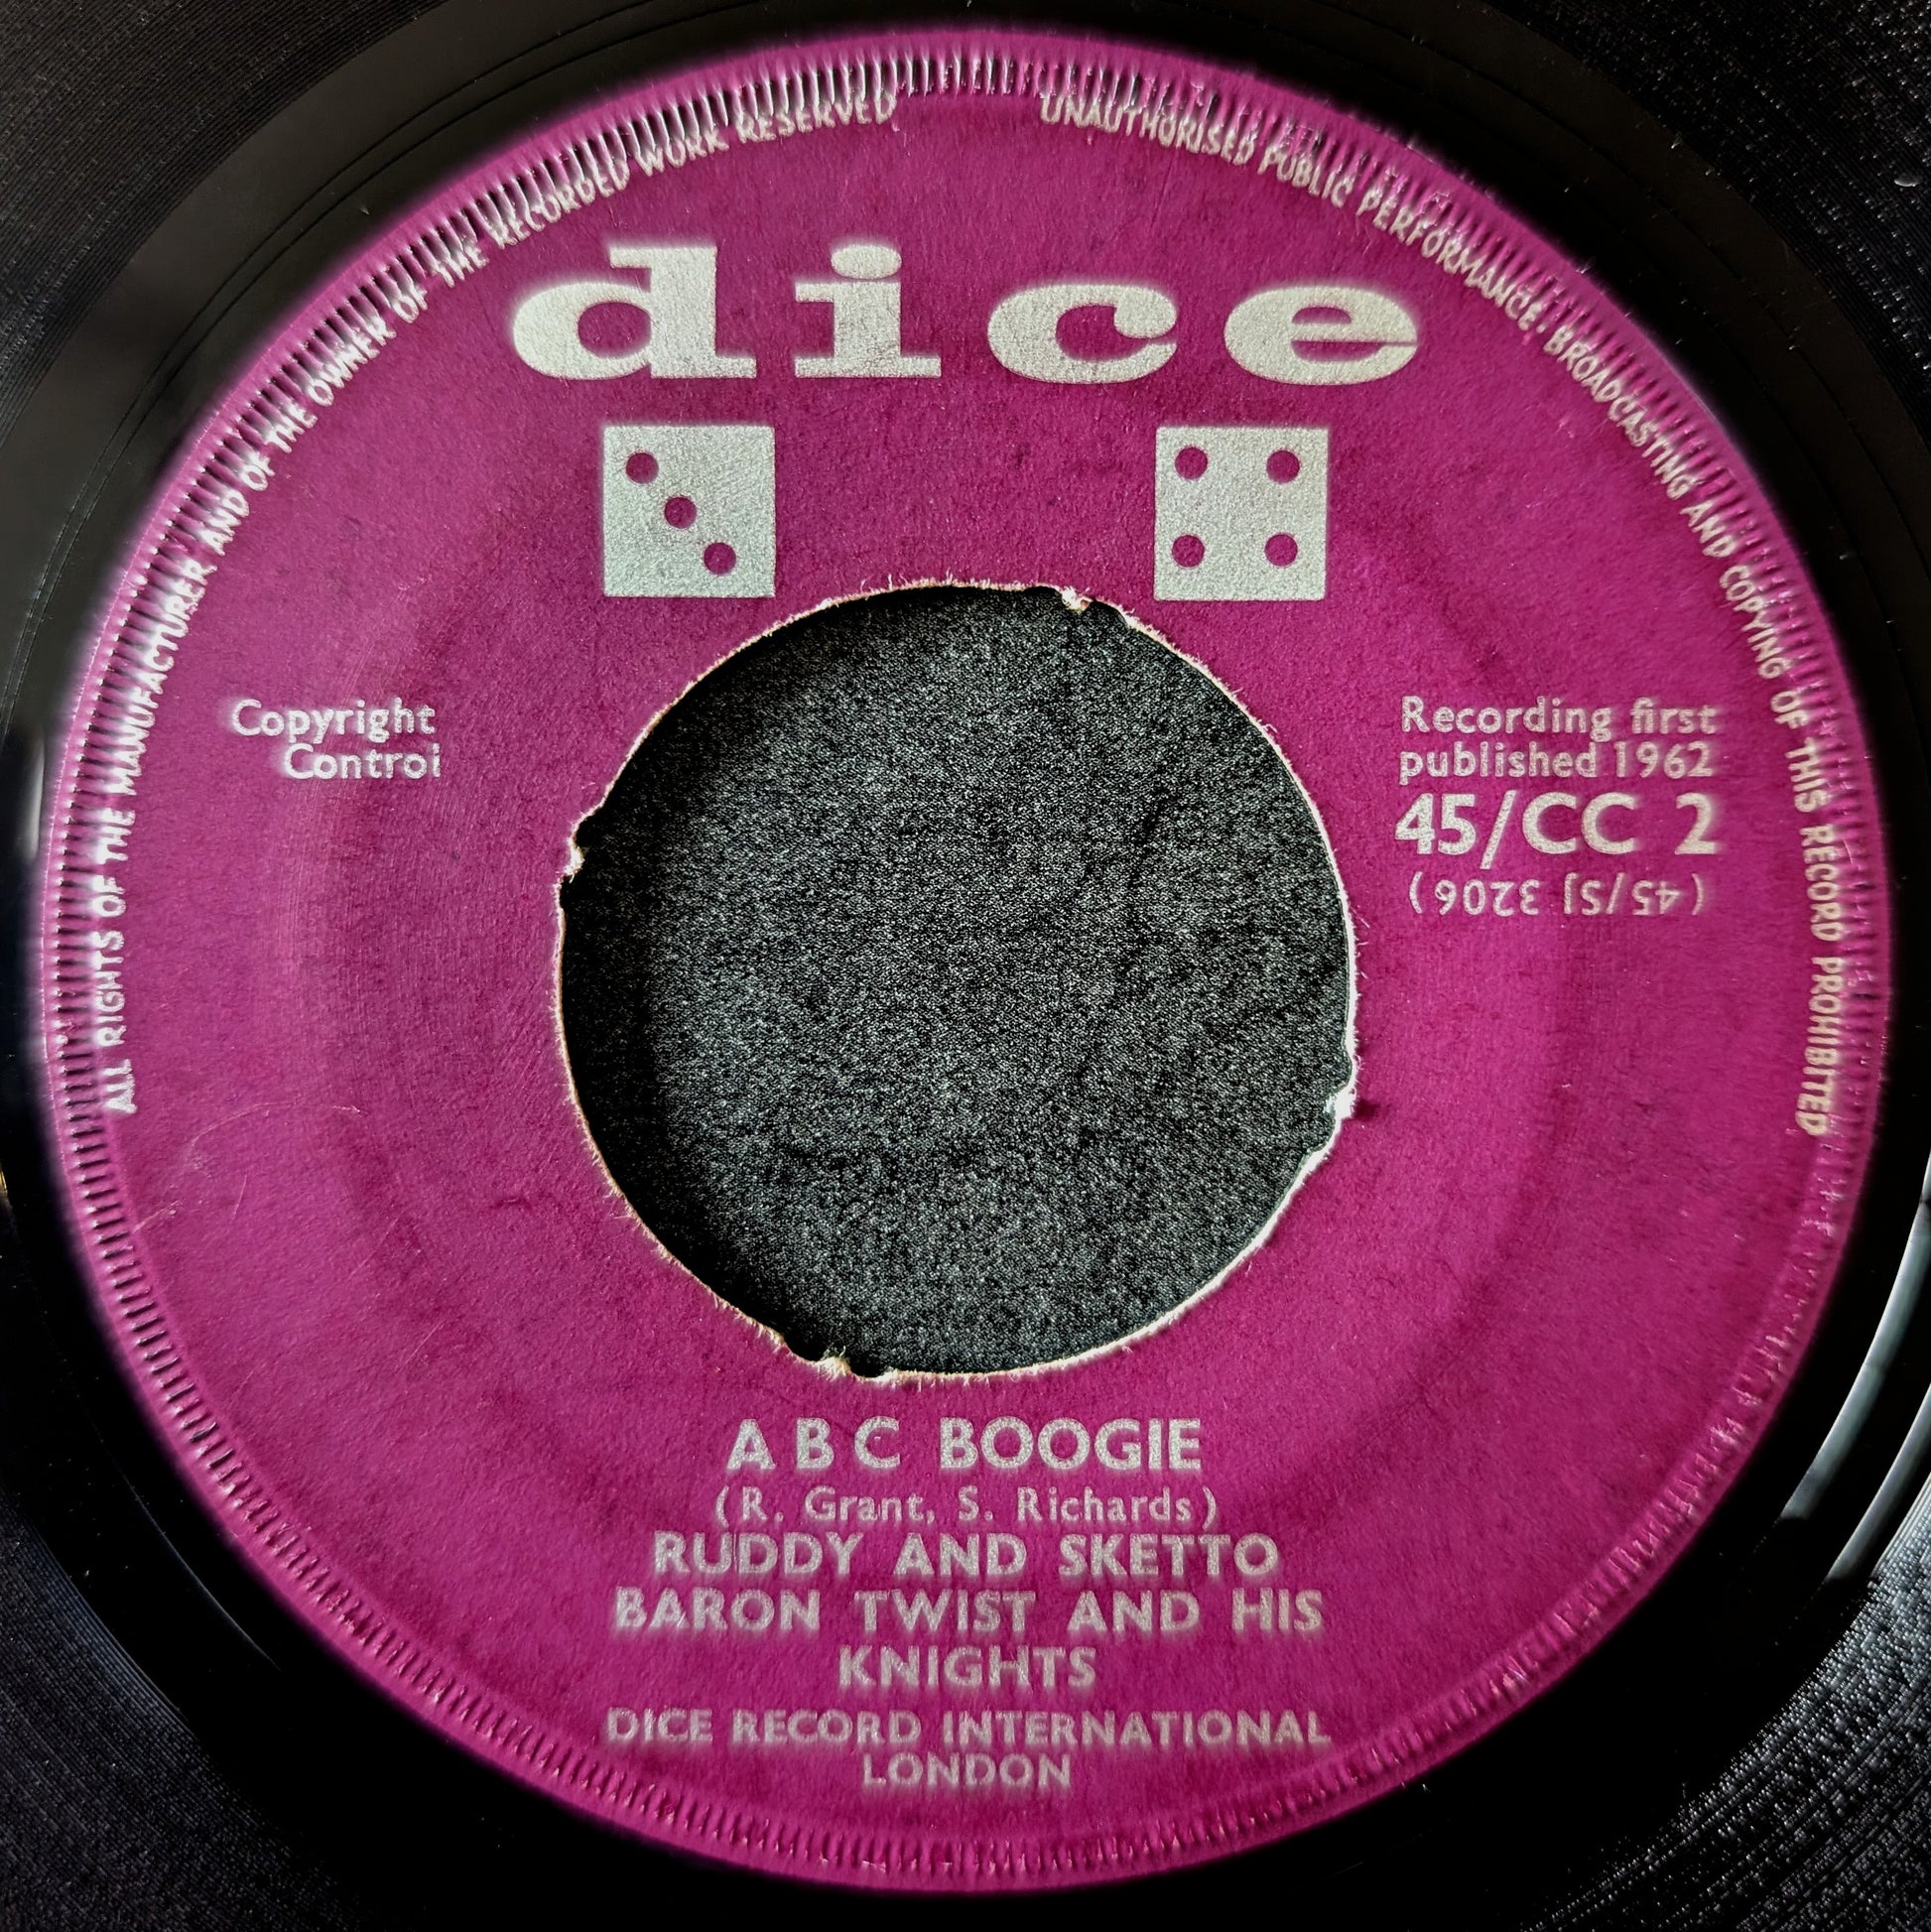 ALL RIGHTS OF THE MANUFACTURER AND OF THE OWNER OF THE RECORDED WORK RESERVED
UNAUTHORISED PUBLIC PERFORMANCE · BROADCASTING AND COPYING OF THIS RECORD PROHIBITED
dice
Copyright
Control
Recording first
published 1962
45/CC 2
(45/SJ 3206)
A B C BOOGIE
(R. Grant, S. Richards)
RUDDY AND SKETTO
BARON TWIST AND HIS
KNIGHTS
DICE RECORD INTERNATIONAL
LONDON